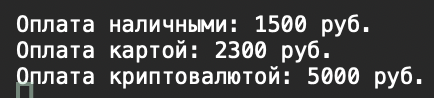 Оплата наличными: 1500 руб.
Оплата картой: 2300 руб.
Оплата криптовалютой: 5000 руб.